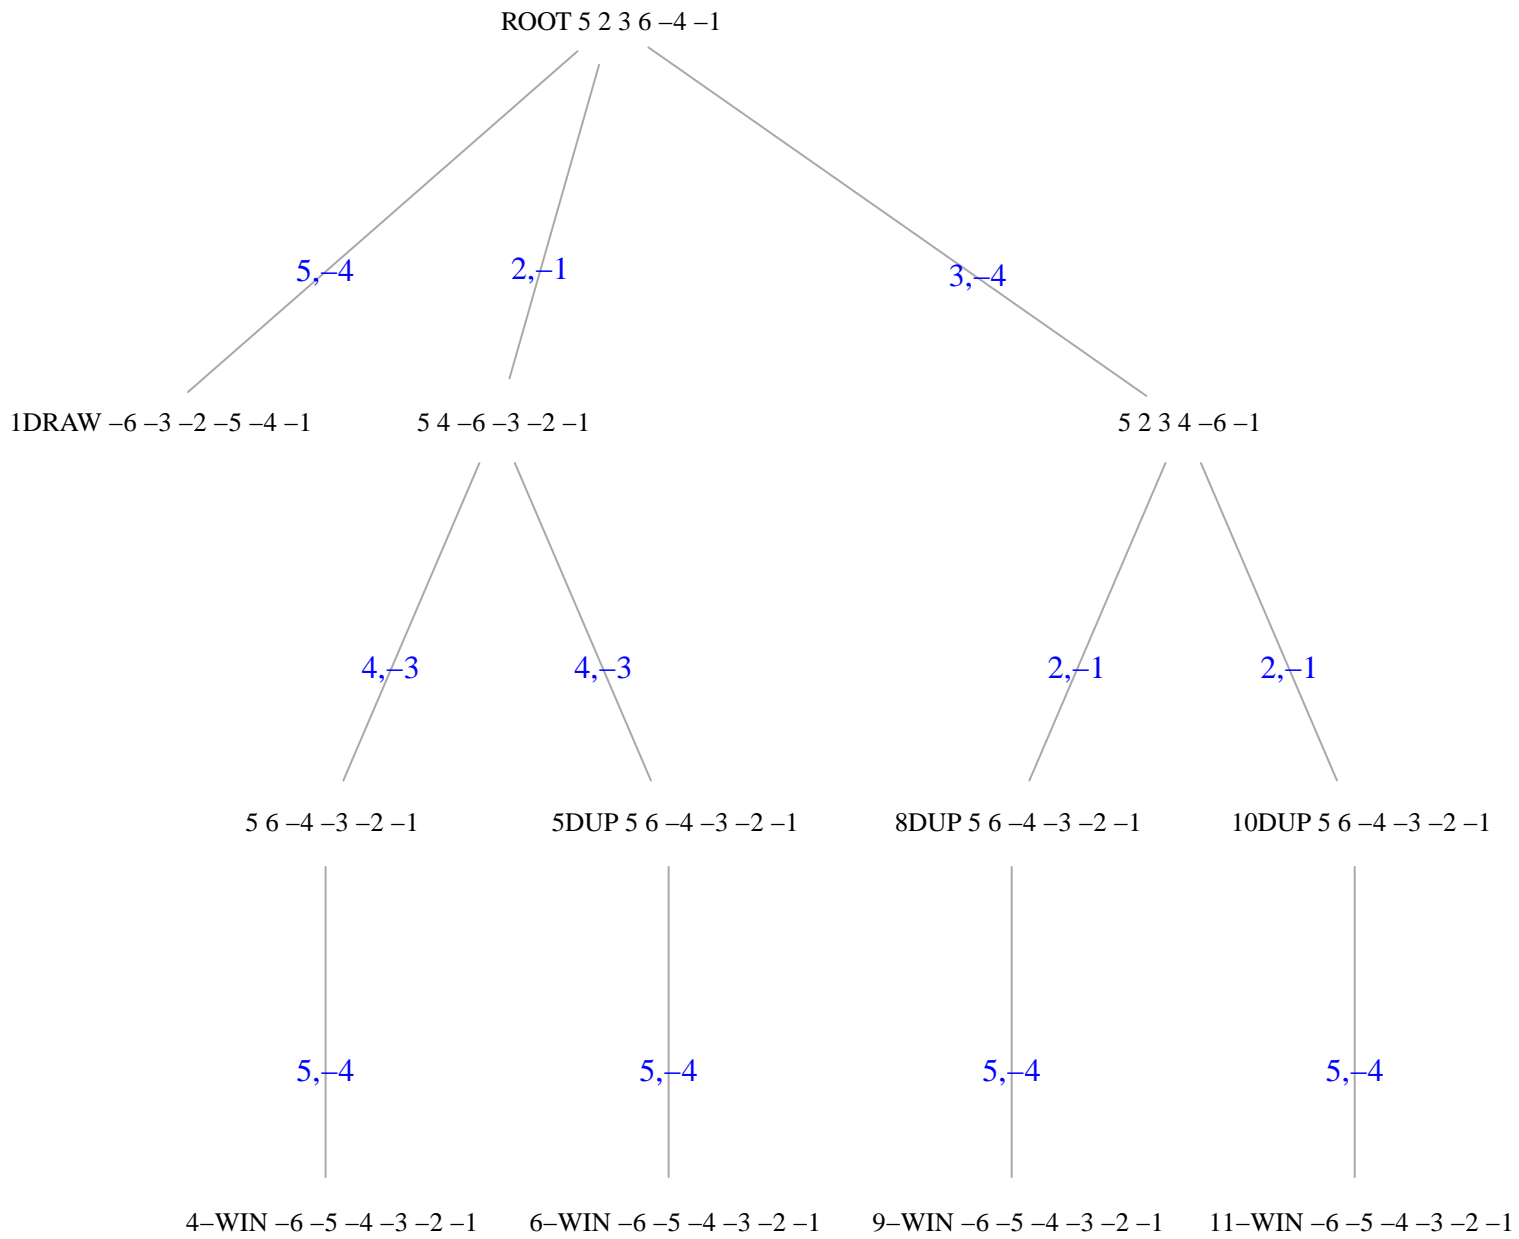 ROOT 5 2 3 6 –4 –1
5,–4
2,–1
3,–4
1DRAW –6 –3 –2 –5 –4 –1
5 4 –6 –3 –2 –1
5 2 3 4 –6 –1
4,–3
4,–3
2,–1
2,–1
5 6 –4 –3 –2 –1
5DUP 5 6 –4 –3 –2 –1
8DUP 5 6 –4 –3 –2 –1
10DUP 5 6 –4 –3 –2 –1
5,–4
5,–4
5,–4
5,–4
4–WIN –6 –5 –4 –3 –2 –1
6–WIN –6 –5 –4 –3 –2 –1
9–WIN –6 –5 –4 –3 –2 –1
11–WIN –6 –5 –4 –3 –2 –1